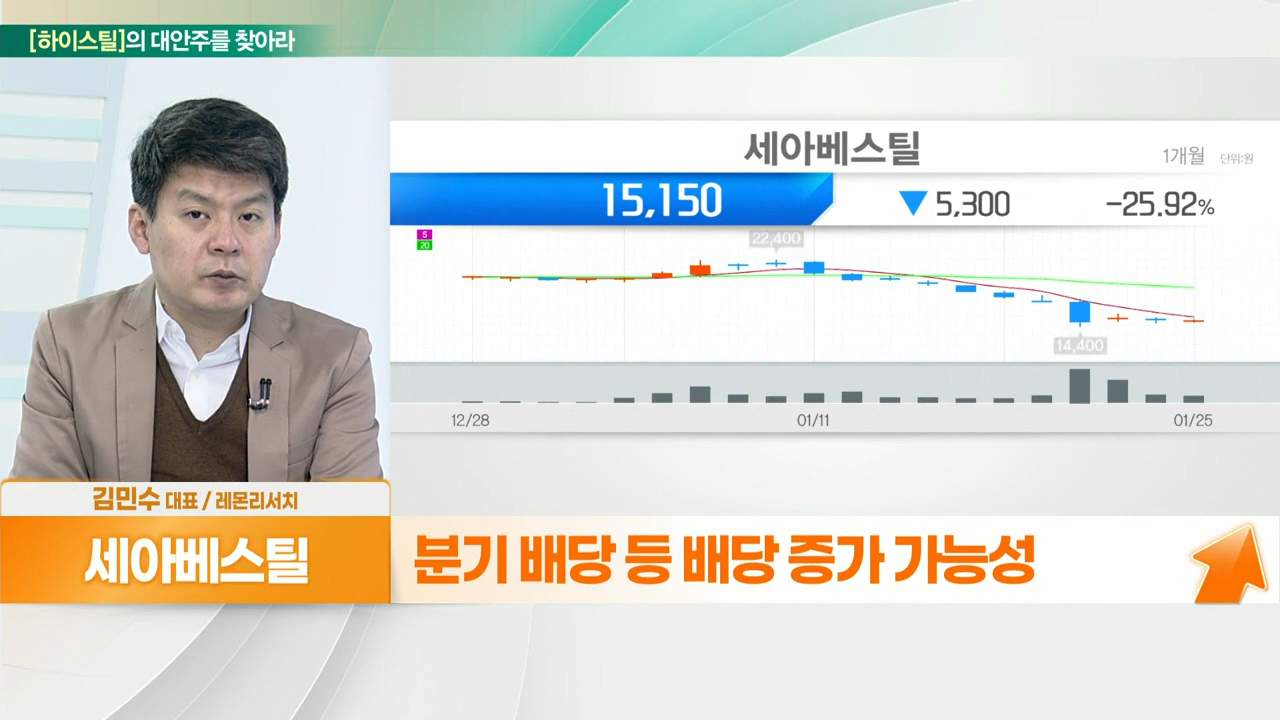 [하이스틸]의 대안주를 찾아라
세아베스틸
1개월 단위:원
15,150 ▼ 5,300 -25.92%
5
20
22,400
14,400
12/28 01/11 01/25
김민수 대표 / 레몬리서치
세아베스틸
분기 배당 등 배당 증가 가능성